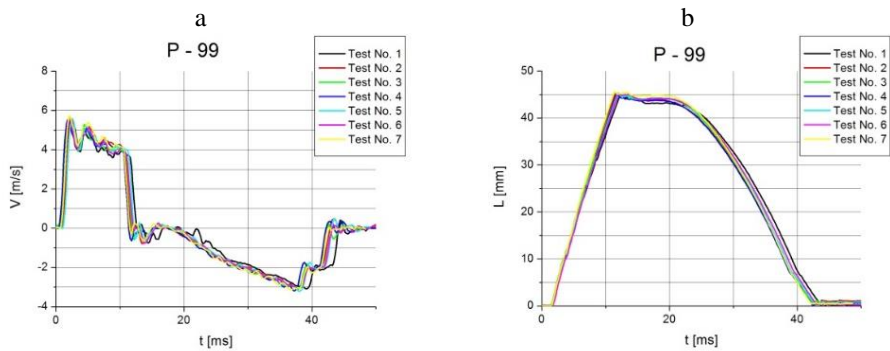 a
P - 99
Test No. 1
Test No. 2
Test No. 3
Test No. 4
Test No. 5
Test No. 6
Test No. 7
8
6
4
2
0
-2
-4
V [m/s]
0
20
40
t [ms]
b
P - 99
Test No. 1
Test No. 2
Test No. 3
Test No. 4
Test No. 5
Test No. 6
Test No. 7
50
40
30
20
10
0
L [mm]
0
20
40
t [ms]